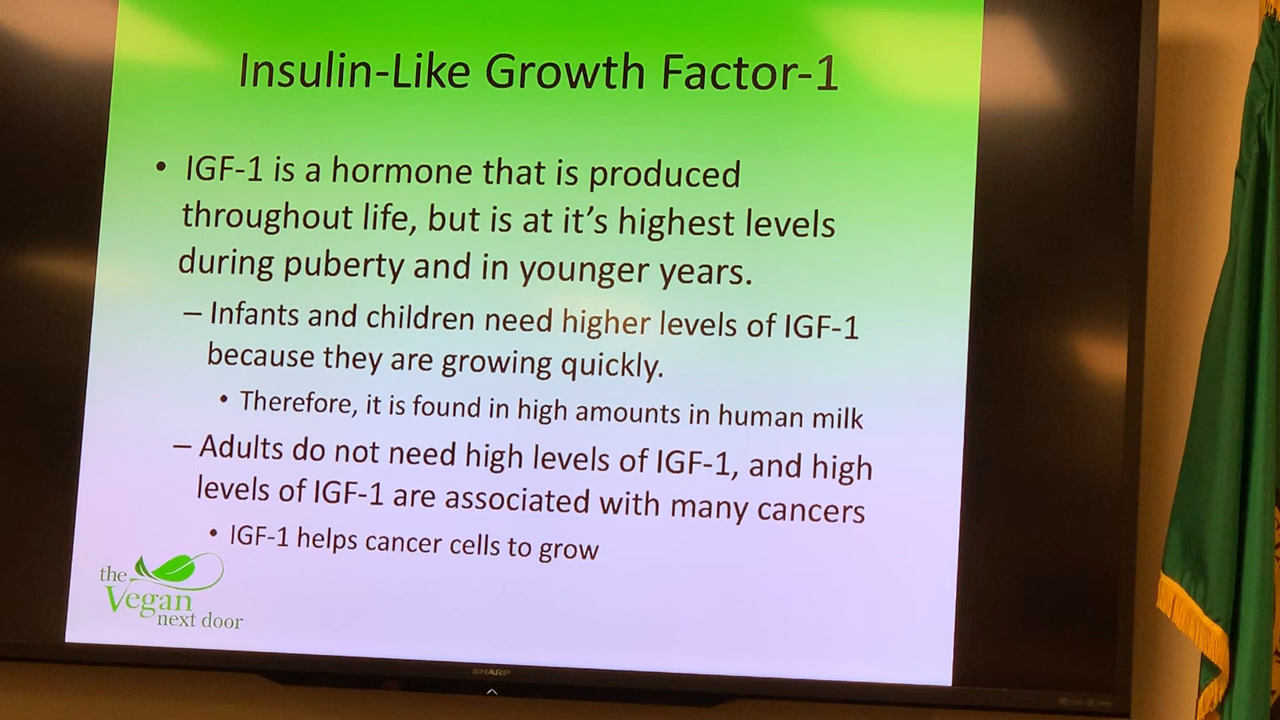 Insulin-Like Growth Factor-1
• IGF-1 is a hormone that is produced
throughout life, but is at it's highest levels
during puberty and in younger years.
– Infants and children need higher levels of IGF-1
because they are growing quickly.
• Therefore, it is found in high amounts in human milk
– Adults do not need high levels of IGF-1, and high
levels of IGF-1 are associated with many cancers
• IGF-1 helps cancer cells to grow
the
Vegan
next door
SHARP